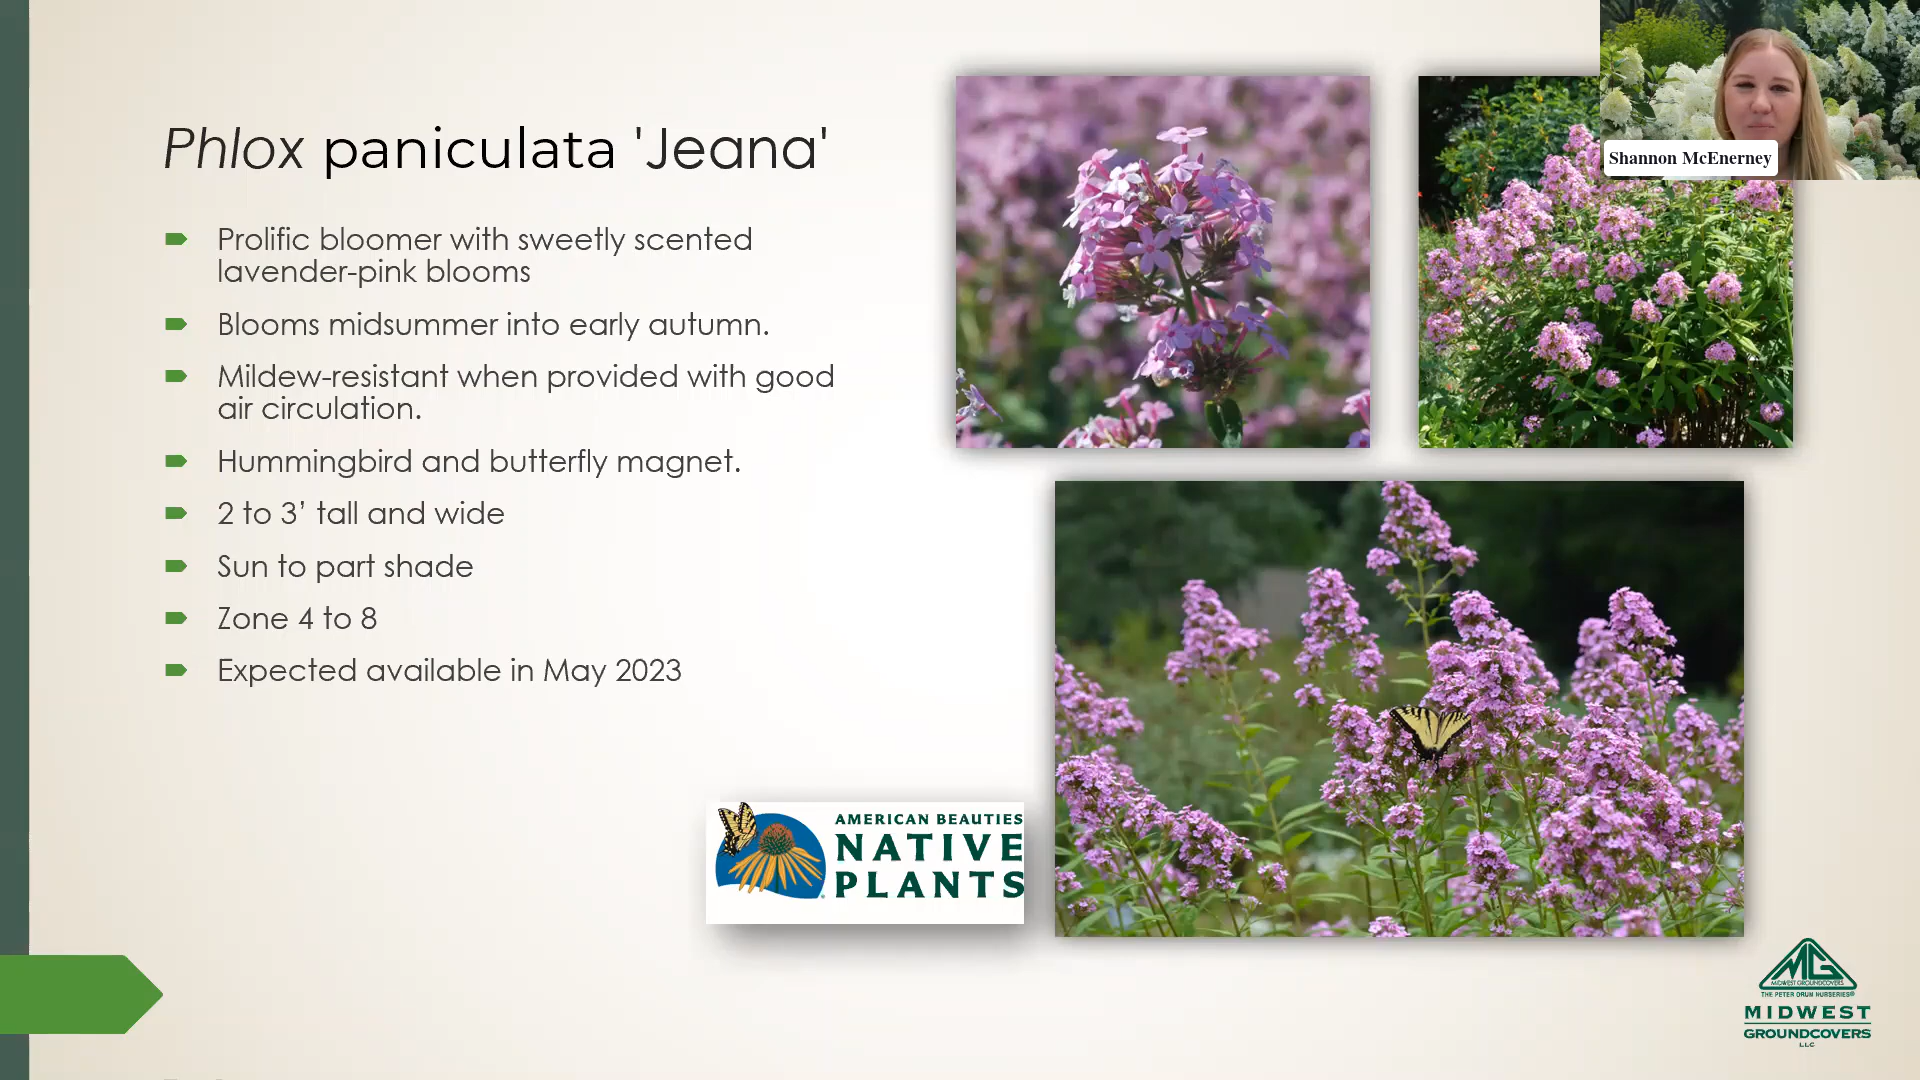 Phlox paniculata 'Jeana'
Prolific bloomer with sweetly scented
lavender-pink blooms
Blooms midsummer into early autumn.
Mildew-resistant when provided with good
air circulation.
Hummingbird and butterfly magnet.
2 to 3’ tall and wide
Sun to part shade
Zone 4 to 8
Expected available in May 2023
Shannon McEnerney
AMERICAN BEAUTIES
NATIVE
PLANTS
MG
MIDWEST GROUNDCOVERS
THE PETER ORUM NURSERIES®
MIDWEST
GROUNDCOVERS
LLC